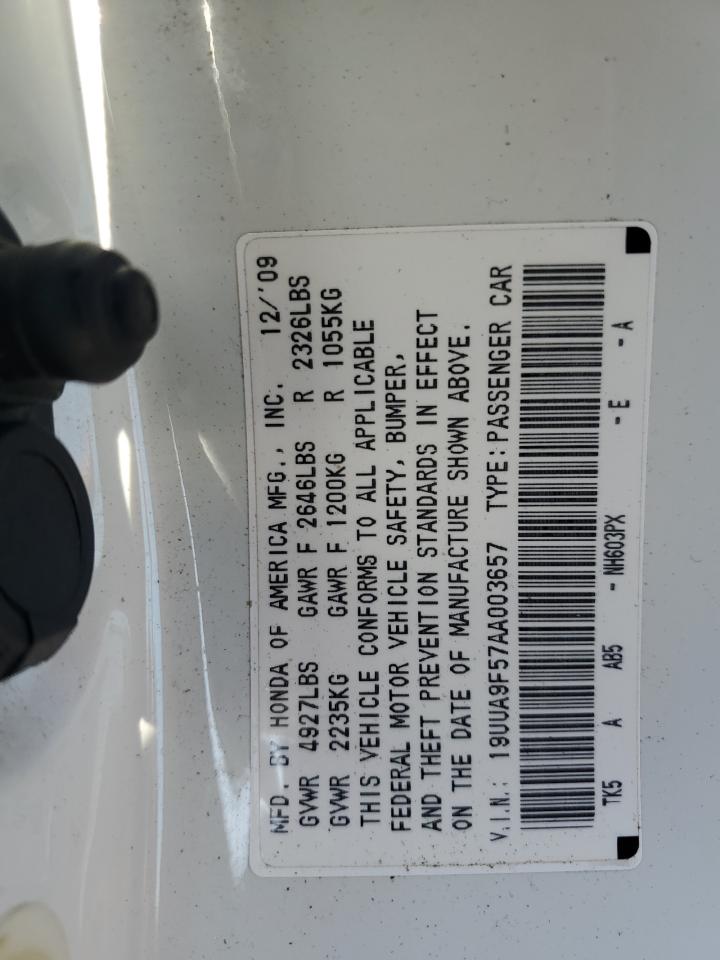 MFD. BY HONDA OF AMERICA MFG., INC. 12/'09
GVWR 4927LBS GAWR F 2646LBS R 2326LBS
GVWR 2235KG GAWR F 1200KG R 1055KG
THIS VEHICLE CONFORMS TO ALL APPLICABLE
FEDERAL MOTOR VEHICLE SAFETY, BUMPER,
AND THEFT PREVENTION STANDARDS IN EFFECT
ON THE DATE OF MANUFACTURE SHOWN ABOVE.
V.I.N.: 19UUA9F57AA003657 TYPE:PASSENGER CAR
TK5 A AB5 - NH603PX - E - A